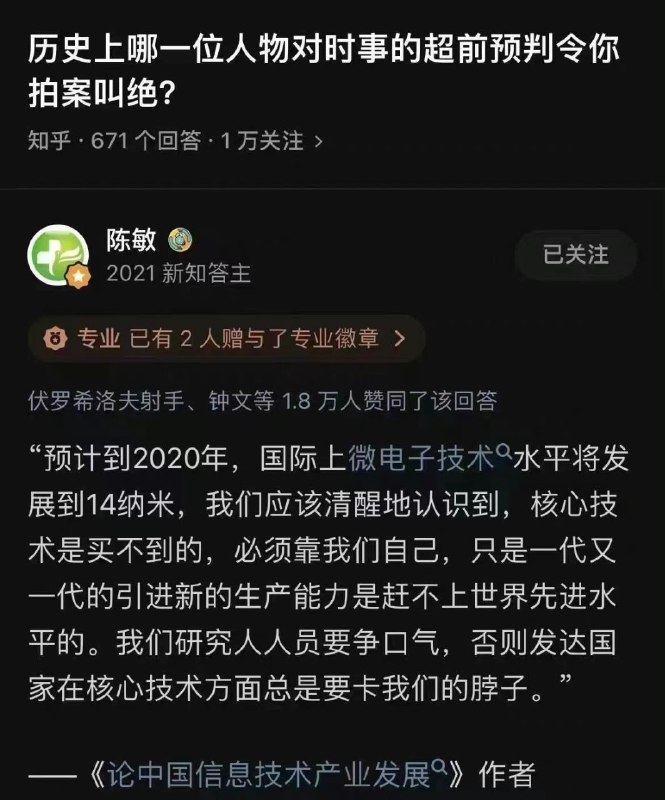 历史上哪一位人物对时事的超前预判令你
拍案叫绝?
知乎 · 671 个回答 · 1 万关注 >
陈敏
2021 新知答主
已关注
专业 已有 2 人赠与了专业徽章 >
伏罗希洛夫射手、钟文等 1.8 万人赞同了该回答
“预计到2020年，国际上微电子技术水平将发
展到14纳米，我们应该清醒地认识到，核心技
术是买不到的，必须靠我们自己，只是一代又
一代的引进新的生产能力是赶不上世界先进水
平的。我们研究人人员要争口气，否则发达国
家在核心技术方面总是要卡我们的脖子。”
——《论中国信息技术产业发展》作者